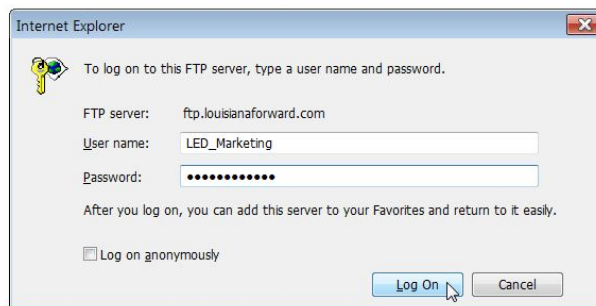 Internet Explorer
To log on to this FTP server, type a user name and password.
FTP server: ftp.louisianaforward.com
User name: LED_Marketing
Password: ●●●●●●●●●●●●
After you log on, you can add this server to your Favorites and return to it easily.
Log on anonymously
Log On Cancel